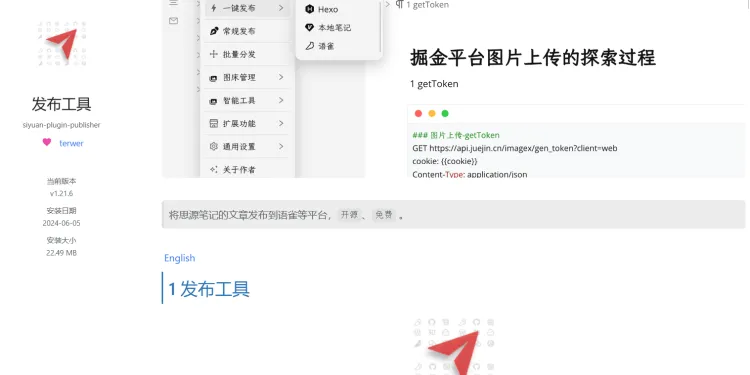 发布工具
siyuan-plugin-publisher
terwer
当前版本
v1.21.6
安装日期
2024-06-05
安装大小
22.49 MB
一键发布
常规发布
批量分发
图床管理
智能工具
扩展功能
通用设置
关于作者
Hexo
本地笔记
语雀
1 getToken
掘金平台图片上传的探索过程
1 getToken
### 图片上传-getToken
GET https://api.juejin.cn/imagex/gen_token?client=web
cookie: {{cookie}}
Content-Type: application/json
将思源笔记的文章发布到语雀等平台，开源、免费。
English
1 发布工具